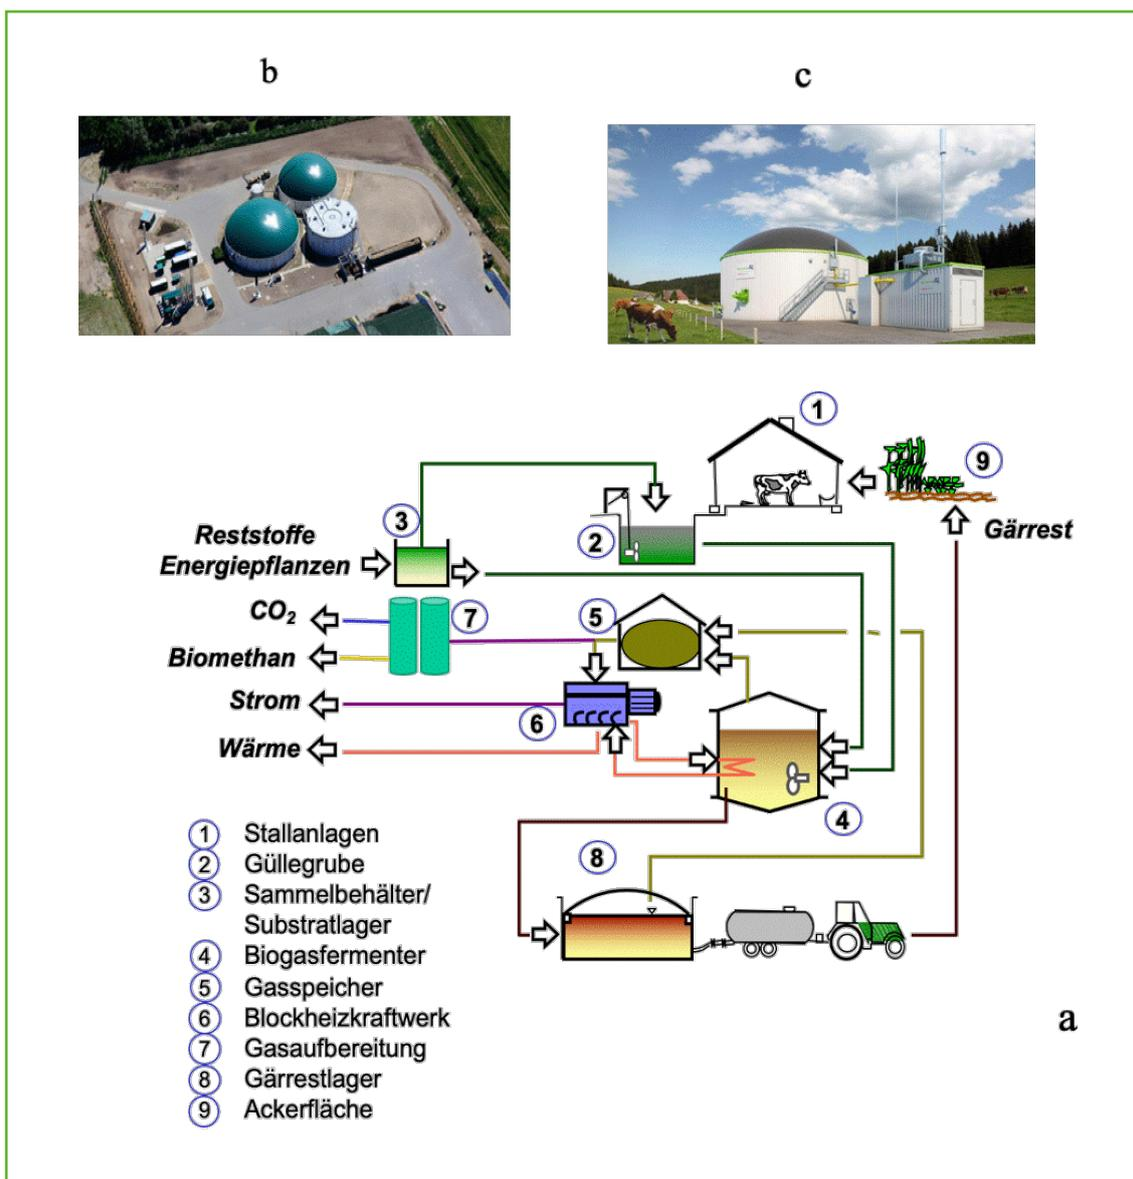 b
c
1
9
3
Reststoffe
Energiepflanzen
2
Gärrest
CO2
7
5
Biomethan
Strom
6
Wärme
4
8
1 Stallanlagen
2 Güllegrube
3 Sammelbehälter/
Substratlager
4 Biogasfermenter
5 Gasspeicher
6 Blockheizkraftwerk
7 Gasaufbereitung
8 Gärrestlager
9 Ackerfläche
a